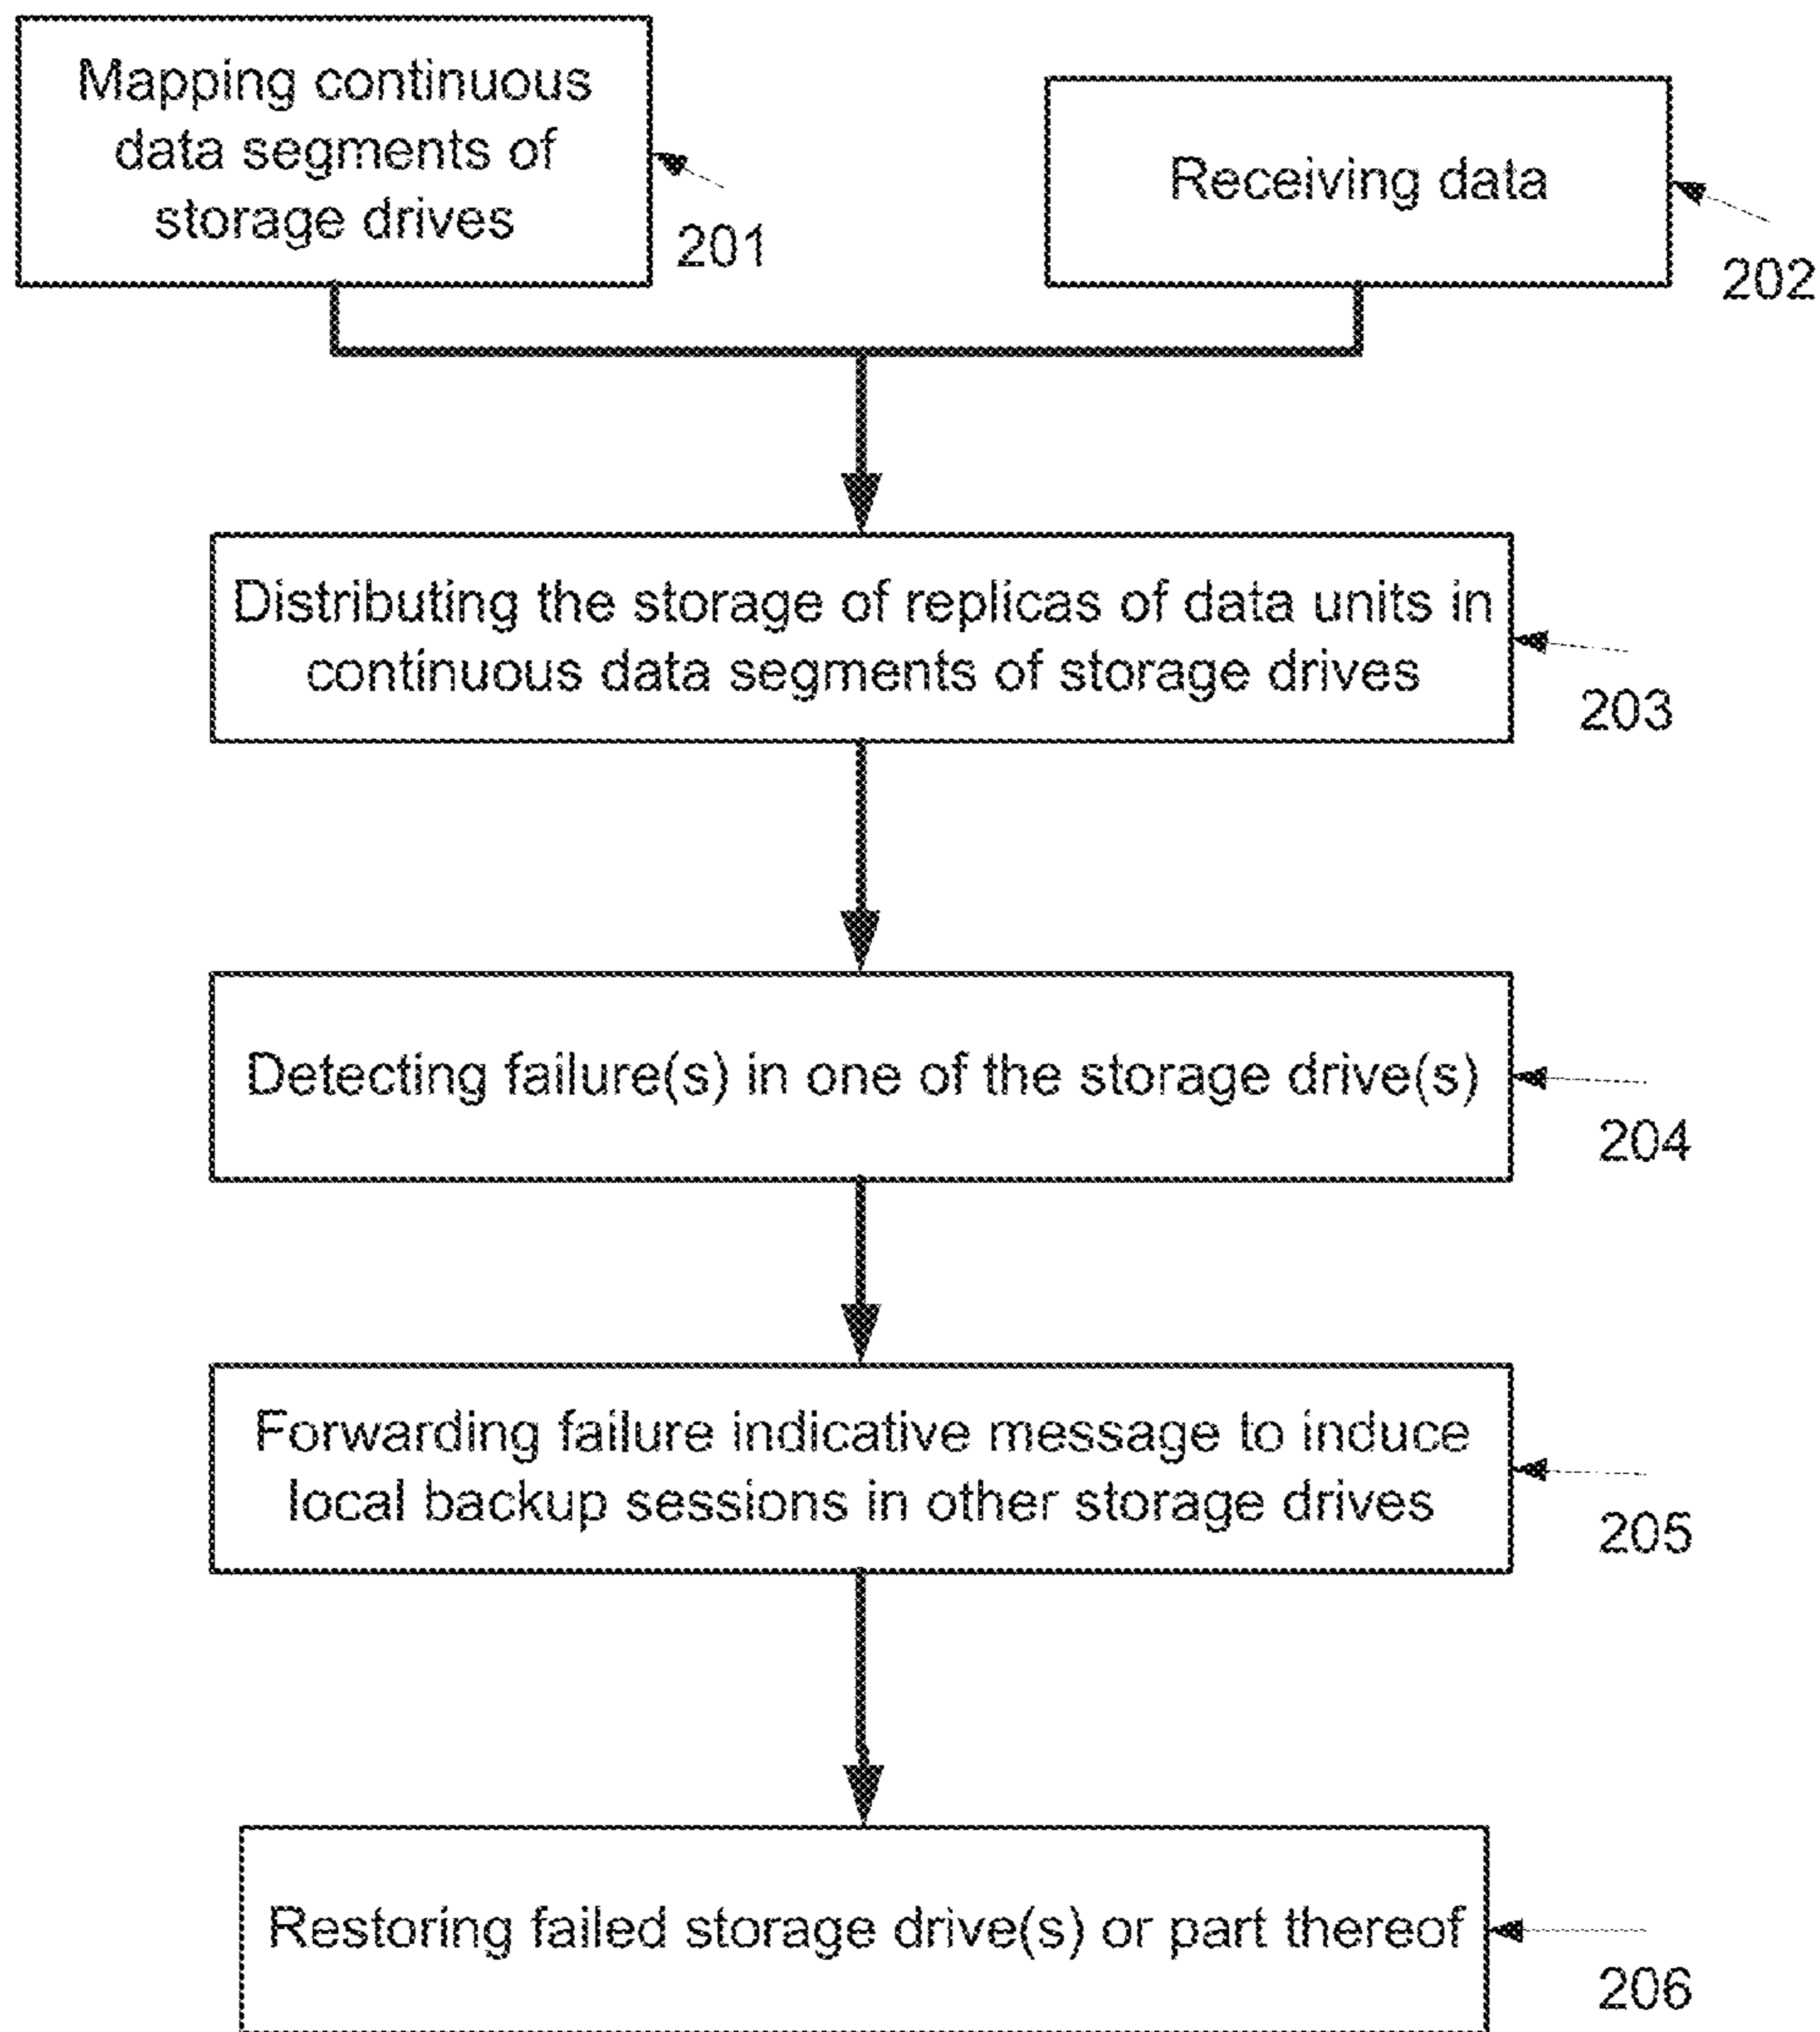 Mapping continuous
data segments of
storage drives
201
Receiving data
202
Distributing the storage of replicas of data units in
continuous data segments of storage drives
203
Detecting failure(s) in one of the storage drive(s)
204
Forwarding failure indicative message to induce
local backup sessions in other storage drives
205
Restoring failed storage drive(s) or part thereof
206